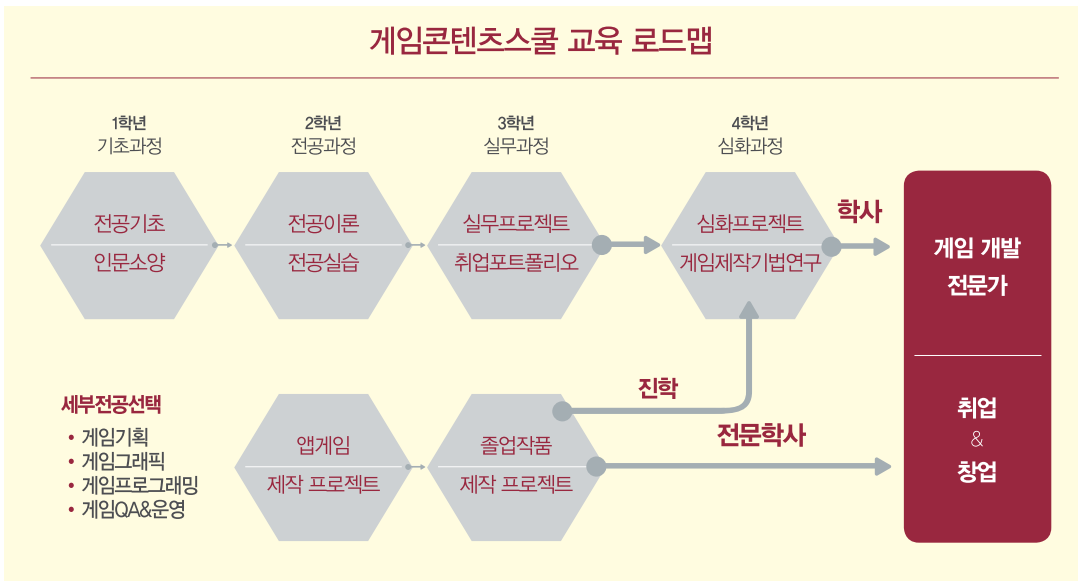 게임콘텐츠스쿨 교육 로드맵
1학년
기초과정
2학년
전공과정
3학년
실무과정
4학년
심화과정
전공기초
인문소양
전공이론
전공실습
실무프로젝트
취업포트폴리오
심화프로젝트
게임제작기법연구
학사
게임 개발
전문가
취업
&
창업
세부전공선택
• 게임기획
• 게임그래픽
• 게임프로그래밍
• 게임QA&운영
앱게임
제작 프로젝트
졸업작품
제작 프로젝트
진학
전문학사